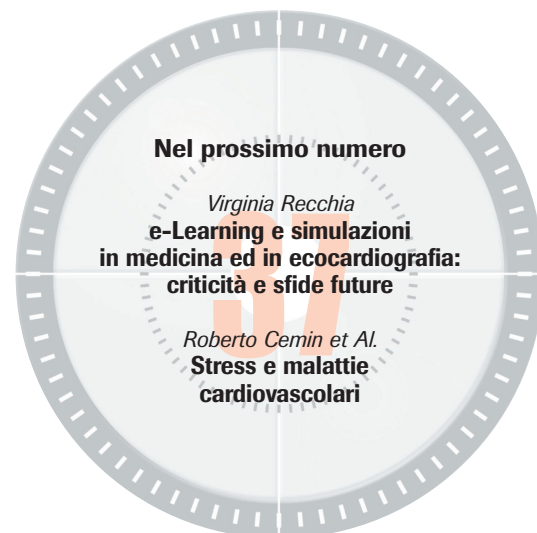 Nel prossimo numero
Virginia Recchia
e-Learning e simulazioni
in medicina ed in ecocardiografia:
37
criticità e sfide future
Roberto Cemin et Al.
Stress e malattie
cardiovascolari